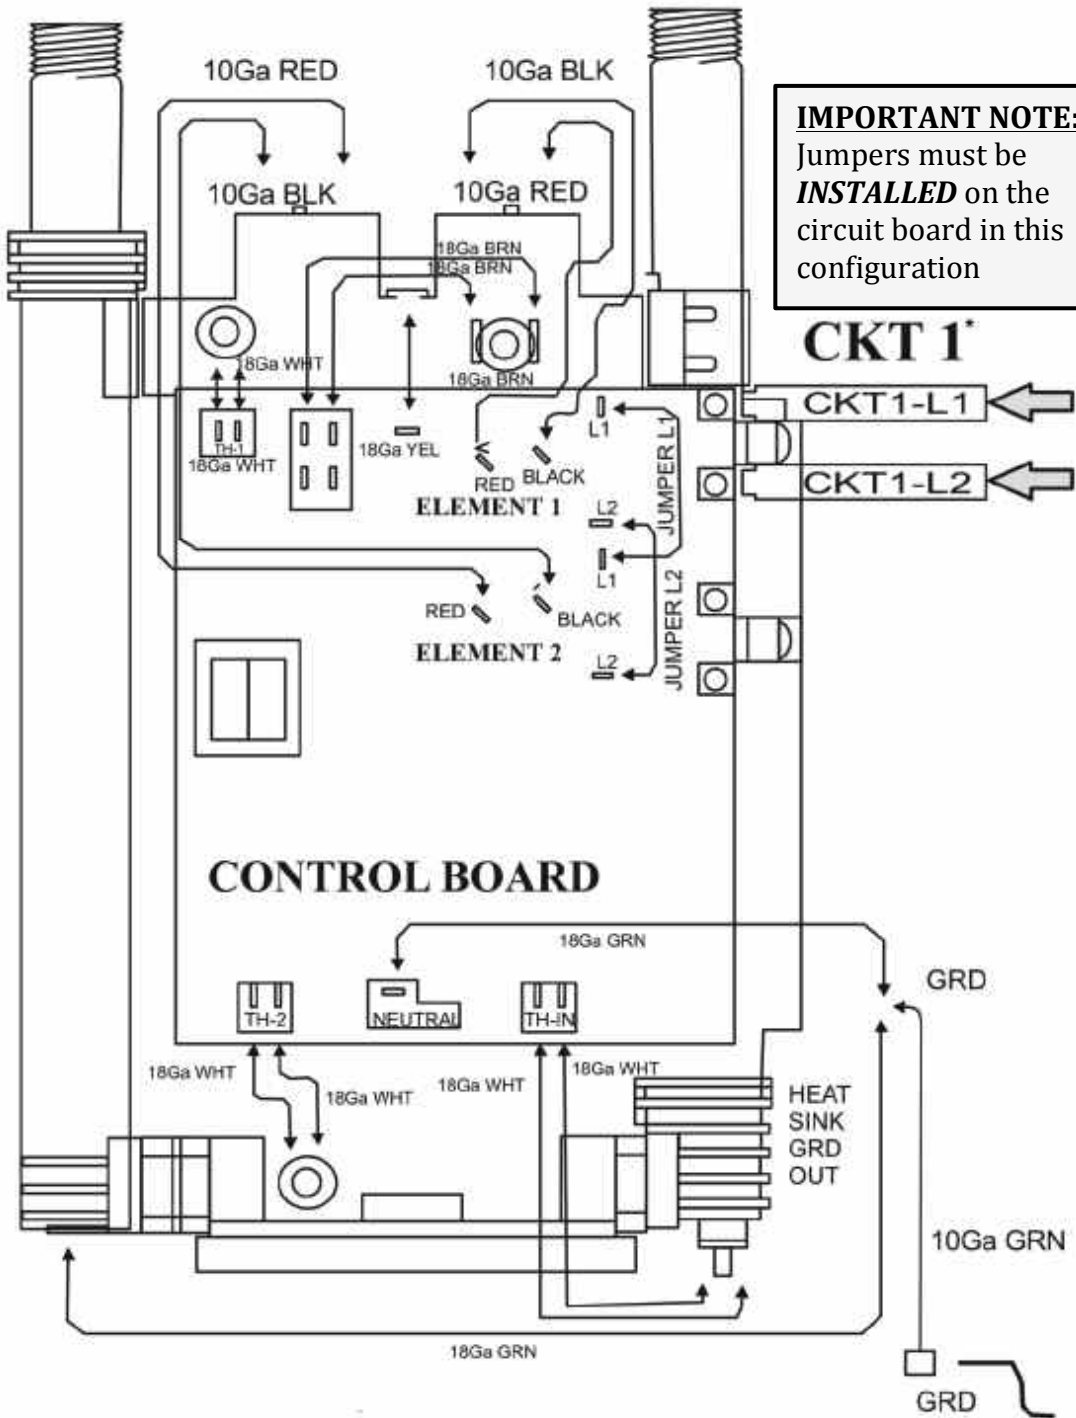 10Ga RED
10Ga BLK
IMPORTANT NOTE:
Jumpers must be
INSTALLED on the
circuit board in this
configuration
10Ga BLK
10Ga RED
18Ga BRN
18Ga BRN
CKT 1*
18Ga WHT
18Ga BRN
CKT1-L1
L1
TH-1
18Ga WHT
18Ga YEL
RED
BLACK
JUMPER L1
CKT1-L2
ELEMENT 1
L2
L1
RED
BLACK
JUMPER L2
ELEMENT 2
L2
CONTROL BOARD
18Ga GRN
GRD
TH-2
NEUTRAL
TH-IN
18Ga WHT
18Ga WHT
18Ga WHT
18Ga WHT
HEAT
SINK
GRD
OUT
10Ga GRN
18Ga GRN
GRD